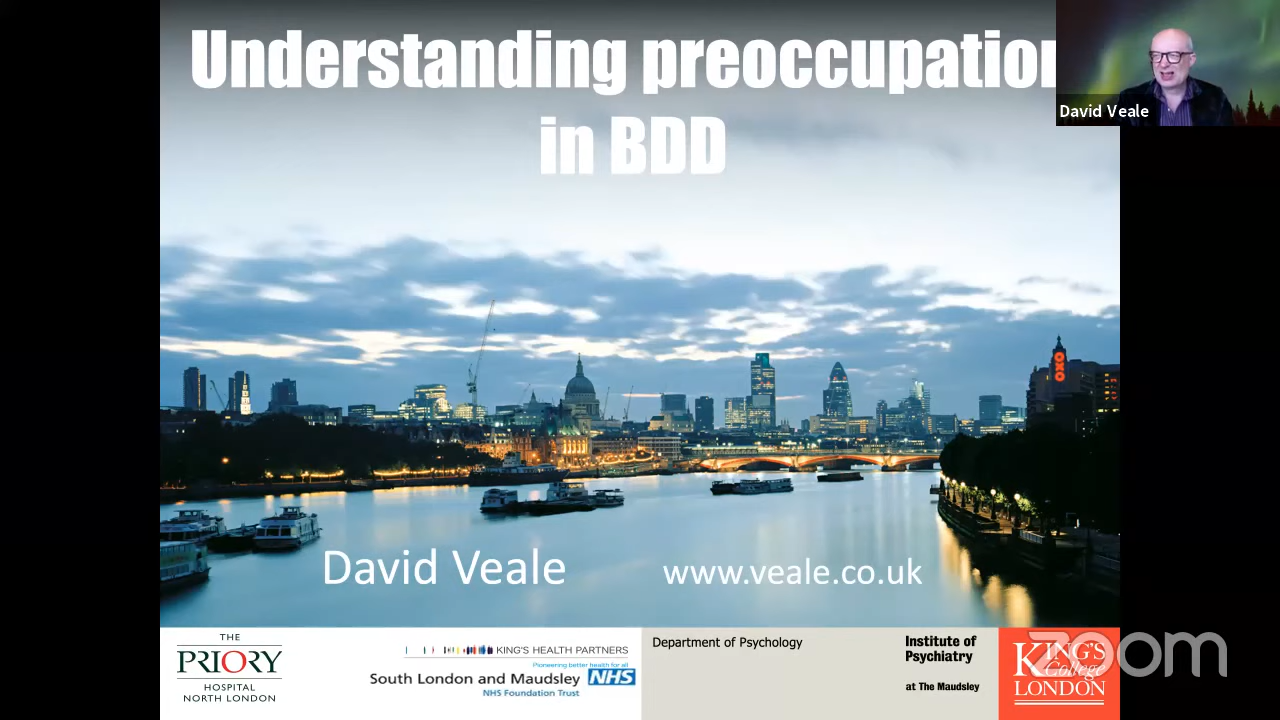 Understanding preoccupation
in BDD
David Veale
OXO
David Veale
www.veale.co.uk
THE
PRIORY
HOSPITAL
NORTH LONDON
KING'S HEALTH PARTNERS
Pioneering better health for all
South London and Maudsley
NHS
NHS Foundation Trust
Department of Psychology
Institute of
Psychiatry
at The Maudsley
KING'S
College
LONDON
zoom